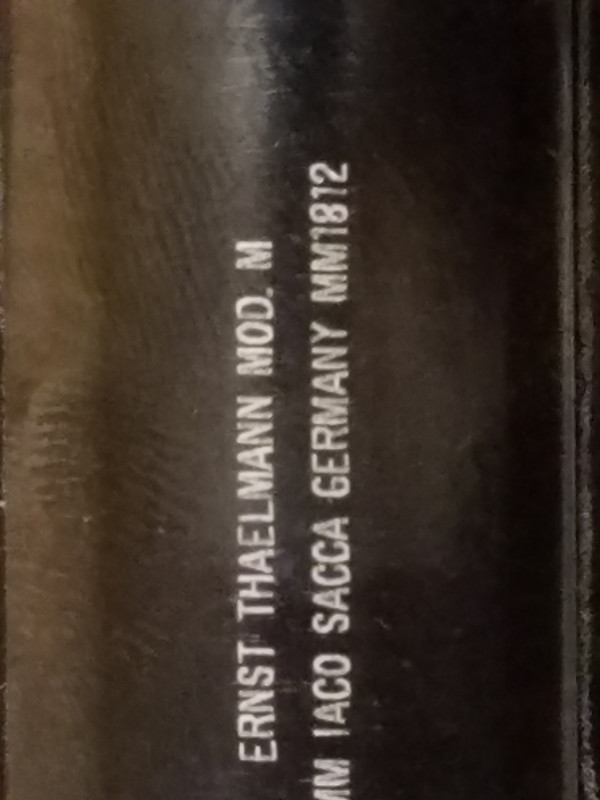 ERNST THAELMANN MOD. M
MM IACO SACCA GERMANY MM1812